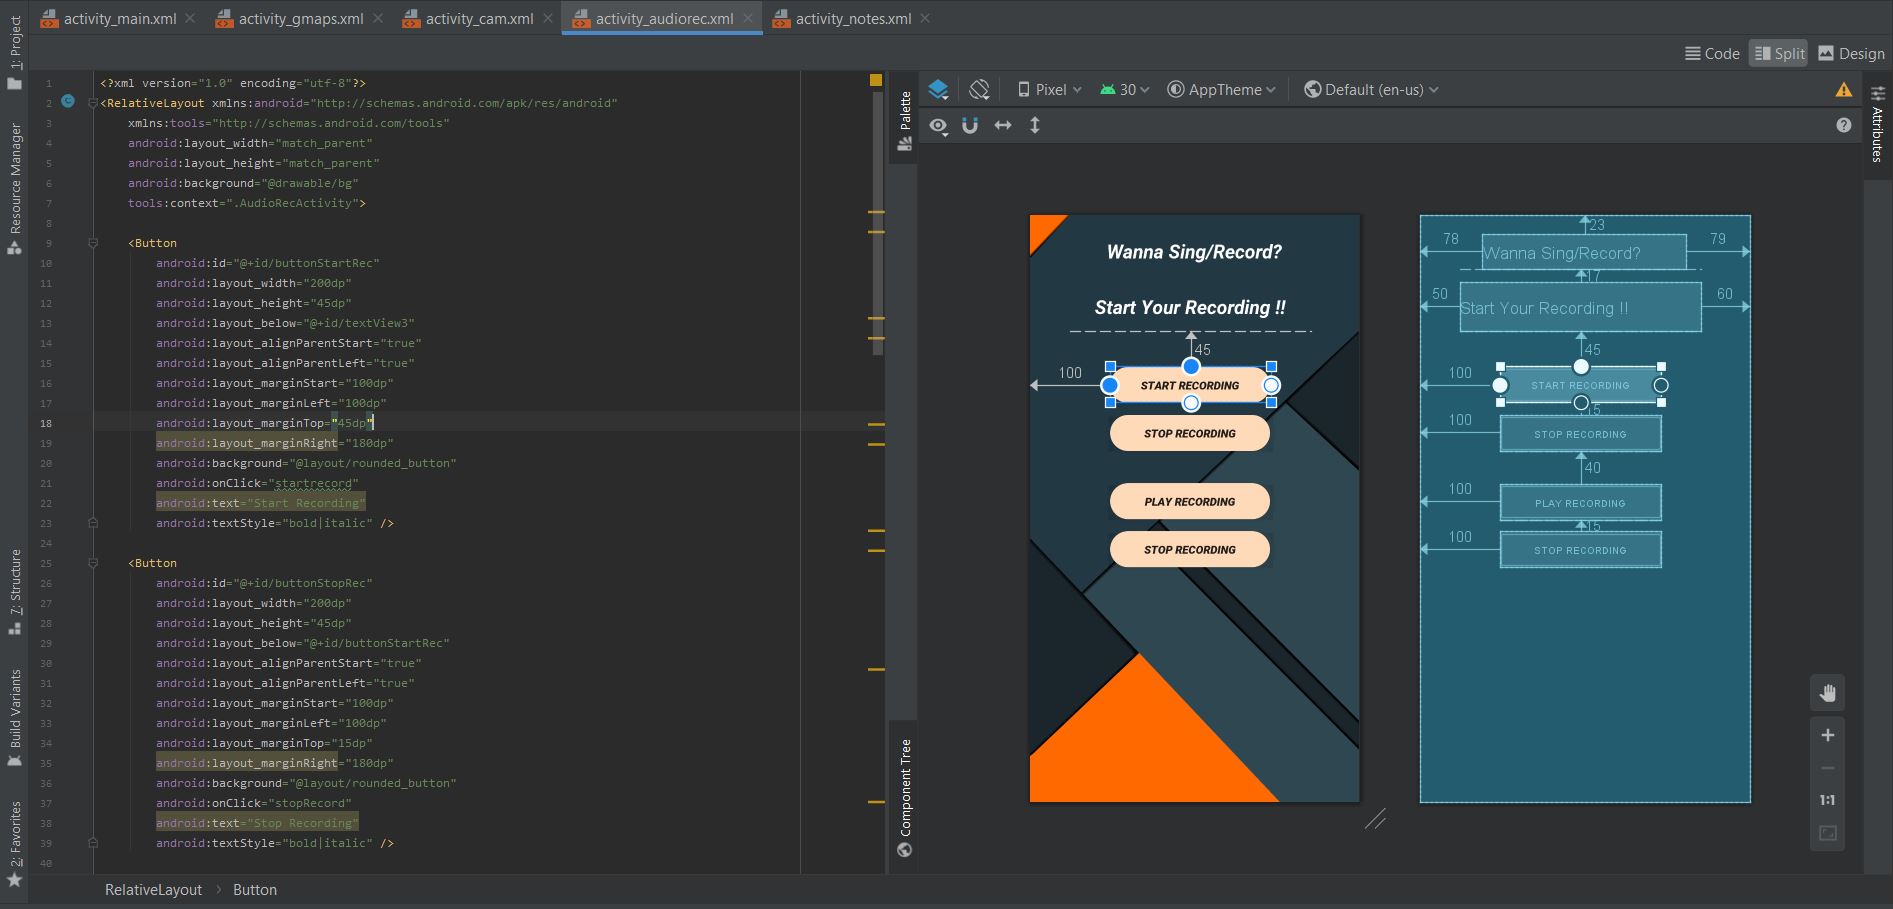 activity_main.xml
activity_gmaps.xml
activity_cam.xml
activity_audiorec.xml
activity_notes.xml
Code
Split
Design
1: Project
Resource Manager
7: Structure
Build Variants
2: Favorites
1 <?xml version="1.0" encoding="utf-8"?>
2 <RelativeLayout xmlns:android="http://schemas.android.com/apk/res/android"
3 xmlns:tools="http://schemas.android.com/tools"
4 android:layout_width="match_parent"
5 android:layout_height="match_parent"
6 android:background="@drawable/bg"
7 tools:context=".AudioRecActivity">
8
9 <Button
10 android:id="@+id/buttonStartRec"
11 android:layout_width="200dp"
12 android:layout_height="45dp"
13 android:layout_below="@+id/textView3"
14 android:layout_alignParentStart="true"
15 android:layout_alignParentLeft="true"
16 android:layout_marginStart="100dp"
17 android:layout_marginLeft="100dp"
18 android:layout_marginTop="45dp"
19 android:layout_marginRight="180dp"
20 android:background="@layout/rounded_button"
21 android:onClick="startrecord"
22 android:text="Start Recording"
23 android:textStyle="bold|italic" />
24
25 <Button
26 android:id="@+id/buttonStopRec"
27 android:layout_width="200dp"
28 android:layout_height="45dp"
29 android:layout_below="@+id/buttonStartRec"
30 android:layout_alignParentStart="true"
31 android:layout_alignParentLeft="true"
32 android:layout_marginStart="100dp"
33 android:layout_marginLeft="100dp"
34 android:layout_marginTop="15dp"
35 android:layout_marginRight="180dp"
36 android:background="@layout/rounded_button"
37 android:onClick="stopRecord"
38 android:text="Stop Recording"
39 android:textStyle="bold|italic" />
40
RelativeLayout > Button
Palette
Component Tree
Pixel
30
AppTheme
Default (en-us)
Attributes
Wanna Sing/Record?
Start Your Recording !!
45
100
START RECORDING
STOP RECORDING
PLAY RECORDING
STOP RECORDING
23
78
79
Wanna Sing/Record?
17
50
60
Start Your Recording !!
45
100
START RECORDING
15
100
STOP RECORDING
40
100
PLAY RECORDING
15
100
STOP RECORDING
1:1